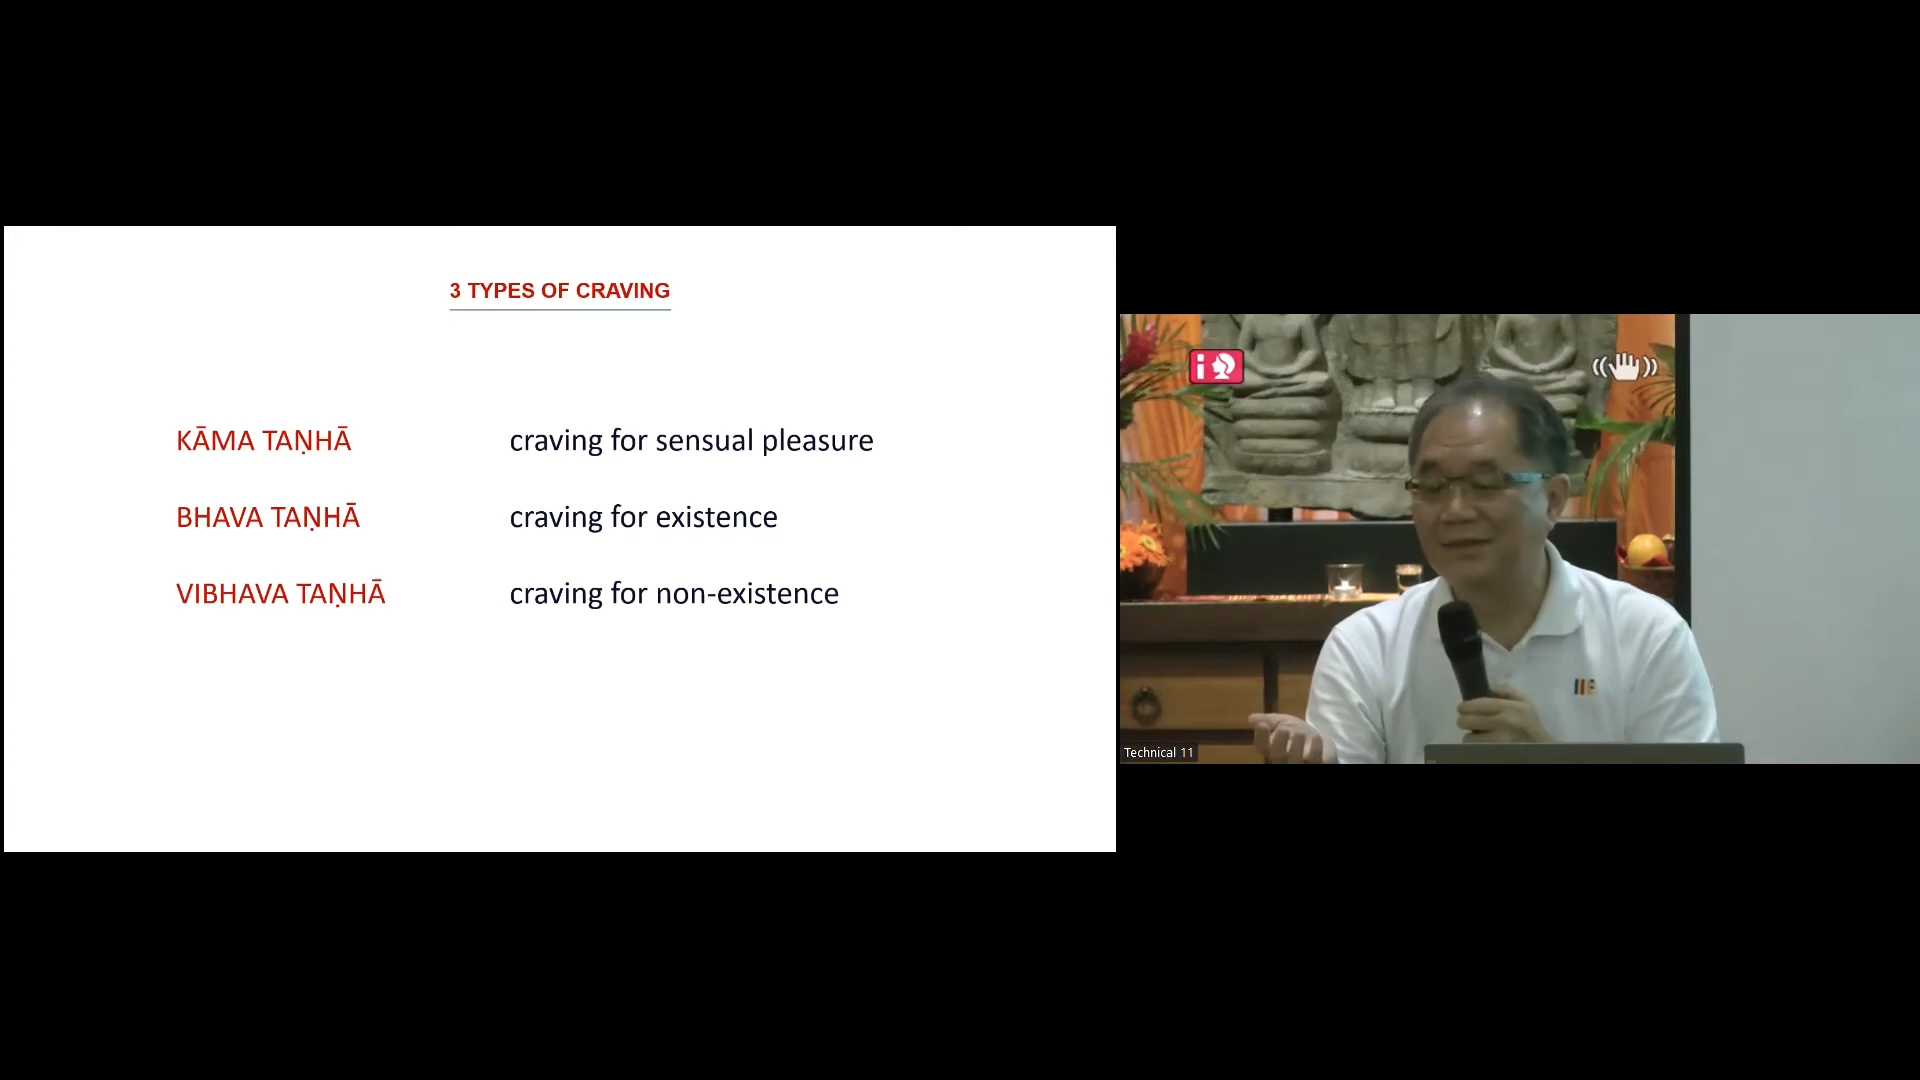 3 TYPES OF CRAVING
KĀMA TAṆHĀ craving for sensual pleasure
BHAVA TAṆHĀ craving for existence
VIBHAVA TAṆHĀ craving for non-existence
Technical 11